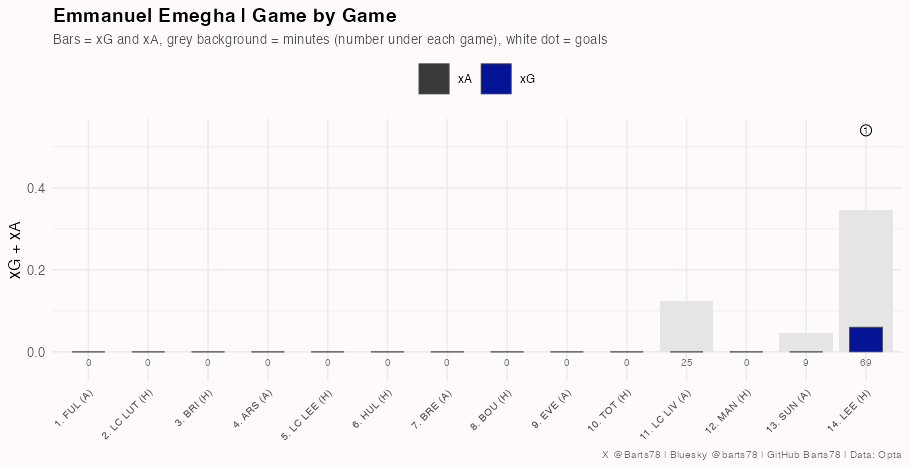 Emmanuel Emegha | Game by Game
Bars = xG and xA, grey background = minutes (number under each game), white dot = goals
xA xG
1
xG + xA
0.4
0.2
0.0
0 0 0 0 0 0 0 0 0 0 25 0 9 69
1. FUL (A)
2. LC LUT (H)
3. BRI (H)
4. ARS (A)
5. LC LEE (H)
6. HUL (H)
7. BRE (A)
8. BOU (H)
9. EVE (A)
10. TOT (H)
11. LC LIV (A)
12. MAN (H)
13. SUN (A)
14. LEE (H)
X @Barts78 | Bluesky @barts78 | GitHub Barts78 | Data: Opta